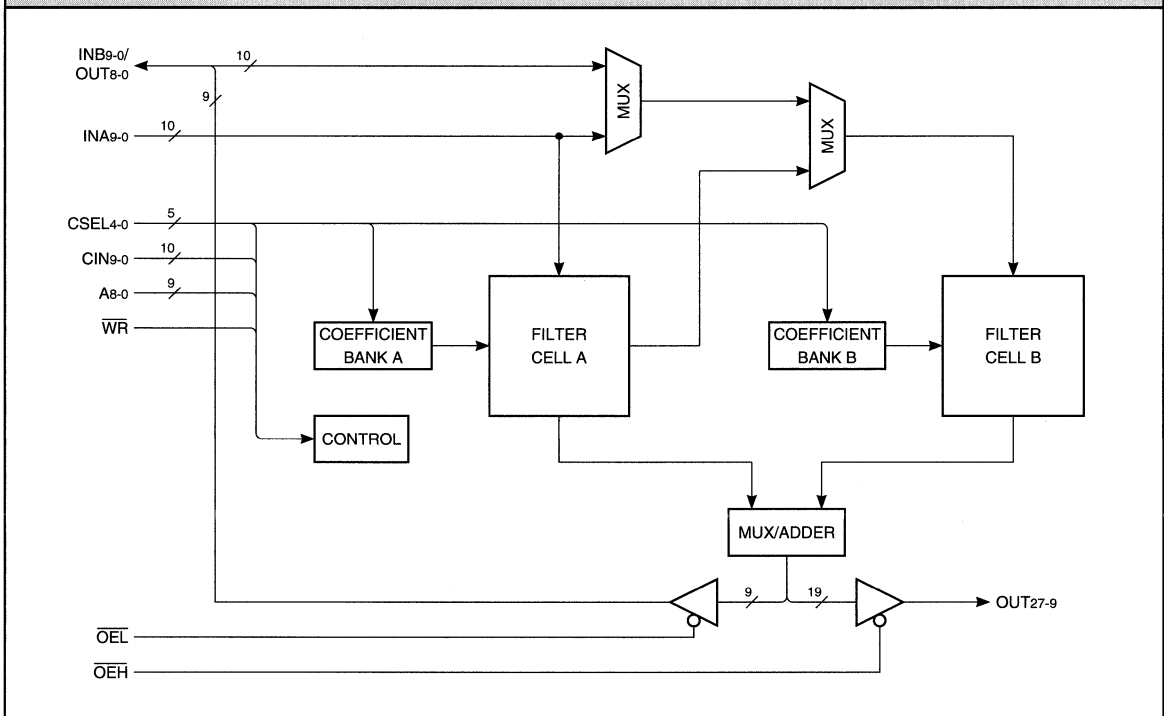 INB9-0/
OUT8-0
10
9
INA9-0
10
MUX
MUX
CSEL4-0
5
CIN9-0
10
A8-0
9
WR
COEFFICIENT
BANK A
FILTER
CELL A
COEFFICIENT
BANK B
FILTER
CELL B
CONTROL
MUX/ADDER
9
19
OUT27-9
OEL
OEH